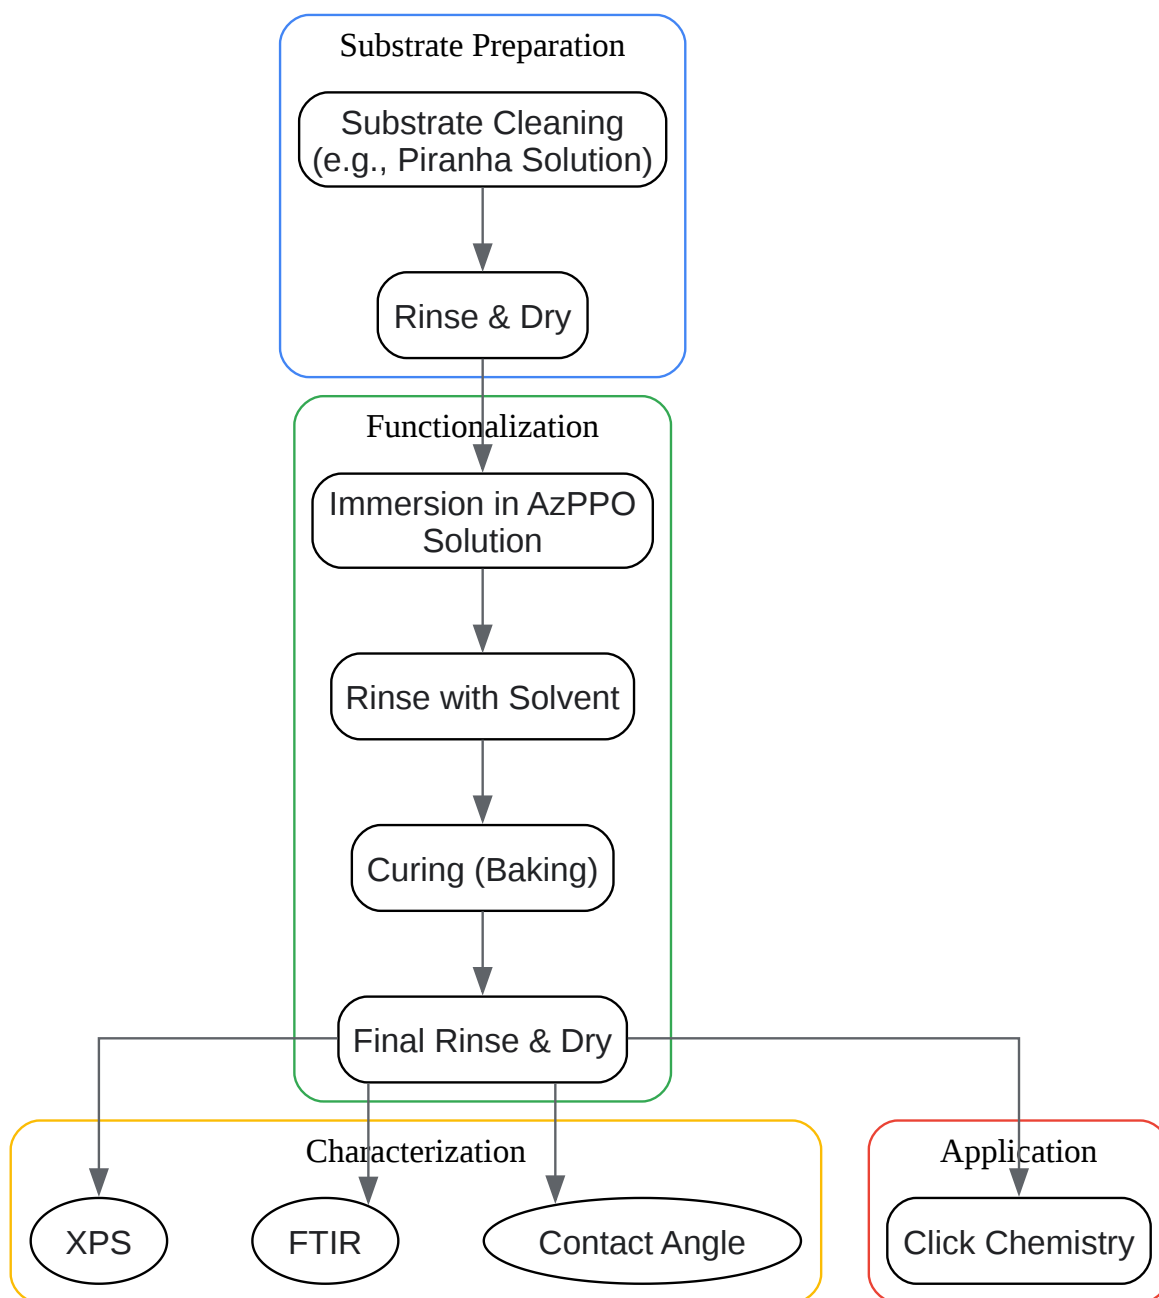 Substrate Preparation
Substrate Cleaning
(e.g., Piranha Solution)
Rinse & Dry
Functionalization
Immersion in AzPPO
Solution
Rinse with Solvent
Curing (Baking)
Final Rinse & Dry
Characterization
Application
XPS
FTIR
Contact Angle
Click Chemistry